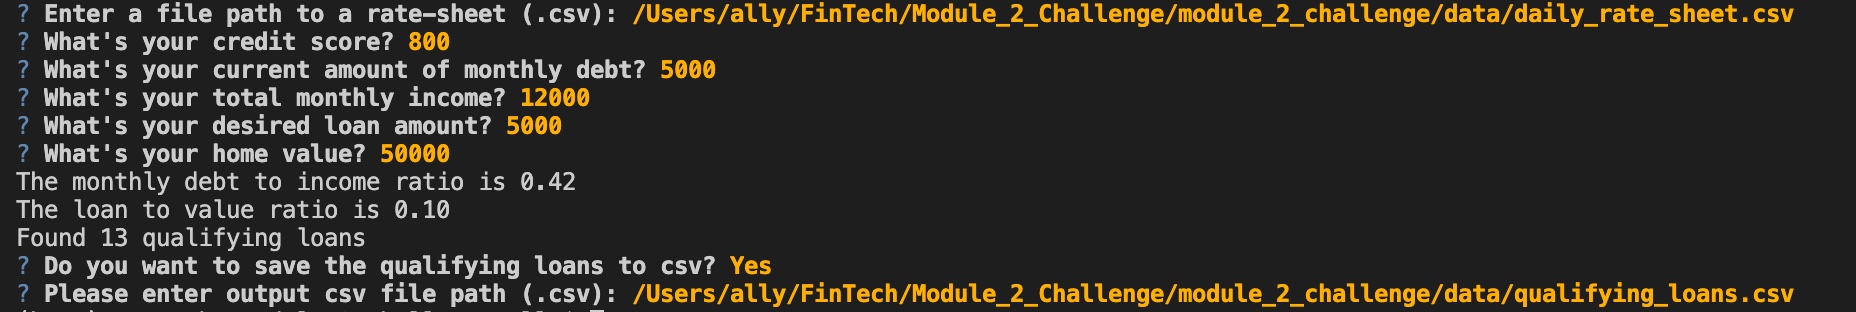 ? Enter a file path to a rate-sheet (.csv): /Users/ally/FinTech/Module_2_Challenge/module_2_challenge/data/daily_rate_sheet.csv
? What's your credit score? 800
? What's your current amount of monthly debt? 5000
? What's your total monthly income? 12000
? What's your desired loan amount? 5000
? What's your home value? 50000
The monthly debt to income ratio is 0.42
The loan to value ratio is 0.10
Found 13 qualifying loans
? Do you want to save the qualifying loans to csv? Yes
? Please enter output csv file path (.csv): /Users/ally/FinTech/Module_2_Challenge/module_2_challenge/data/qualifying_loans.csv